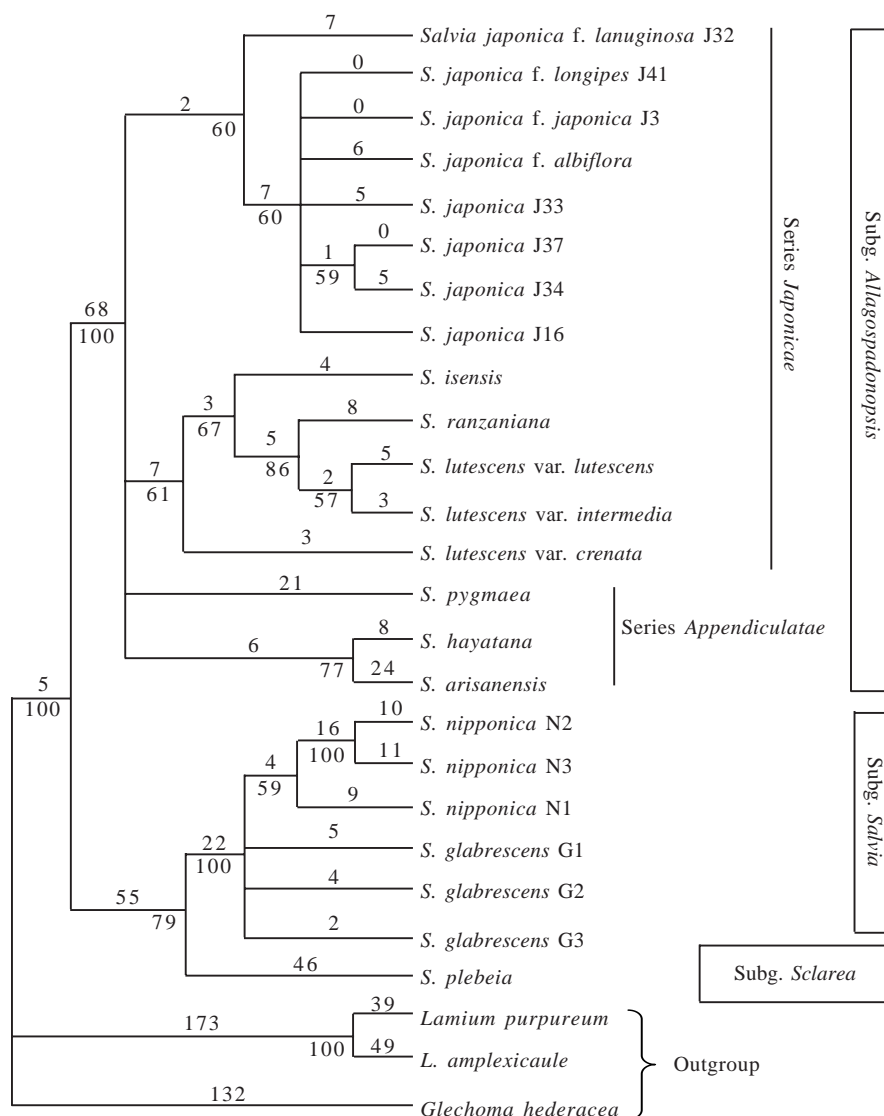 7
Salvia japonica f. lanuginosa J32
0
S. japonica f. longipes J41
2
0
S. japonica f. japonica J3
60
6
S. japonica f. albiflora
7
5
S. japonica J33
60
0
S. japonica J37
1
59
5
S. japonica J34
68
100
S. japonica J16
4
S. isensis
3
67
8
S. ranzaniana
5
86
5
S. lutescens var. lutescens
7
61
2
57
3
S. lutescens var. intermedia
3
S. lutescens var. crenata
21
S. pygmaea
8
S. hayatana
6
77
24
S. arisanensis
Series Japonicae
Series Appendiculatae
Subg. Allagospadonopsis
5
100
10
S. nipponica N2
16
100
11
S. nipponica N3
4
59
9
S. nipponica N1
22
100
5
S. glabrescens G1
4
S. glabrescens G2
55
79
2
S. glabrescens G3
Subg. Salvia
46
S. plebeia
Subg. Sclarea
39
Lamium purpureum
173
100
49
L. amplexicaule
Outgroup
132
Glechoma hederacea